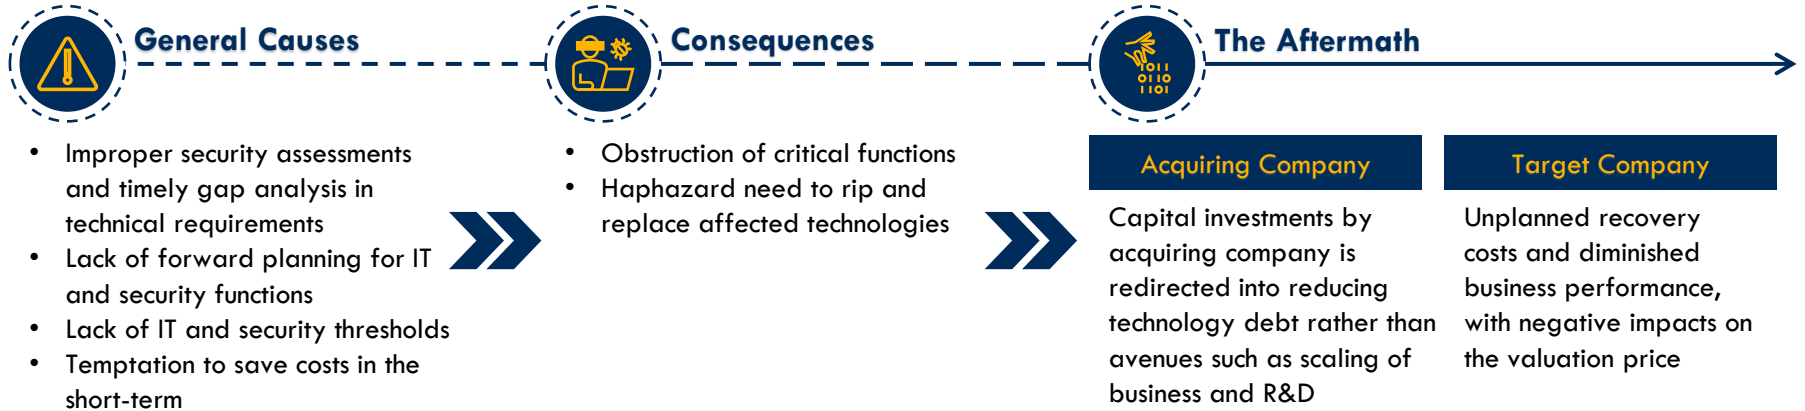 General Causes
• Improper security assessments
and timely gap analysis in
technical requirements
• Lack of forward planning for IT
and security functions
• Lack of IT and security thresholds
• Temptation to save costs in the
short-term
Consequences
• Obstruction of critical functions
• Haphazard need to rip and
replace affected technologies
The Aftermath
1011
0110
1101
Acquiring Company
Capital investments by
acquiring company is
redirected into reducing
technology debt rather than
avenues such as scaling of
business and R&D
Target Company
Unplanned recovery
costs and diminished
business performance,
with negative impacts on
the valuation price